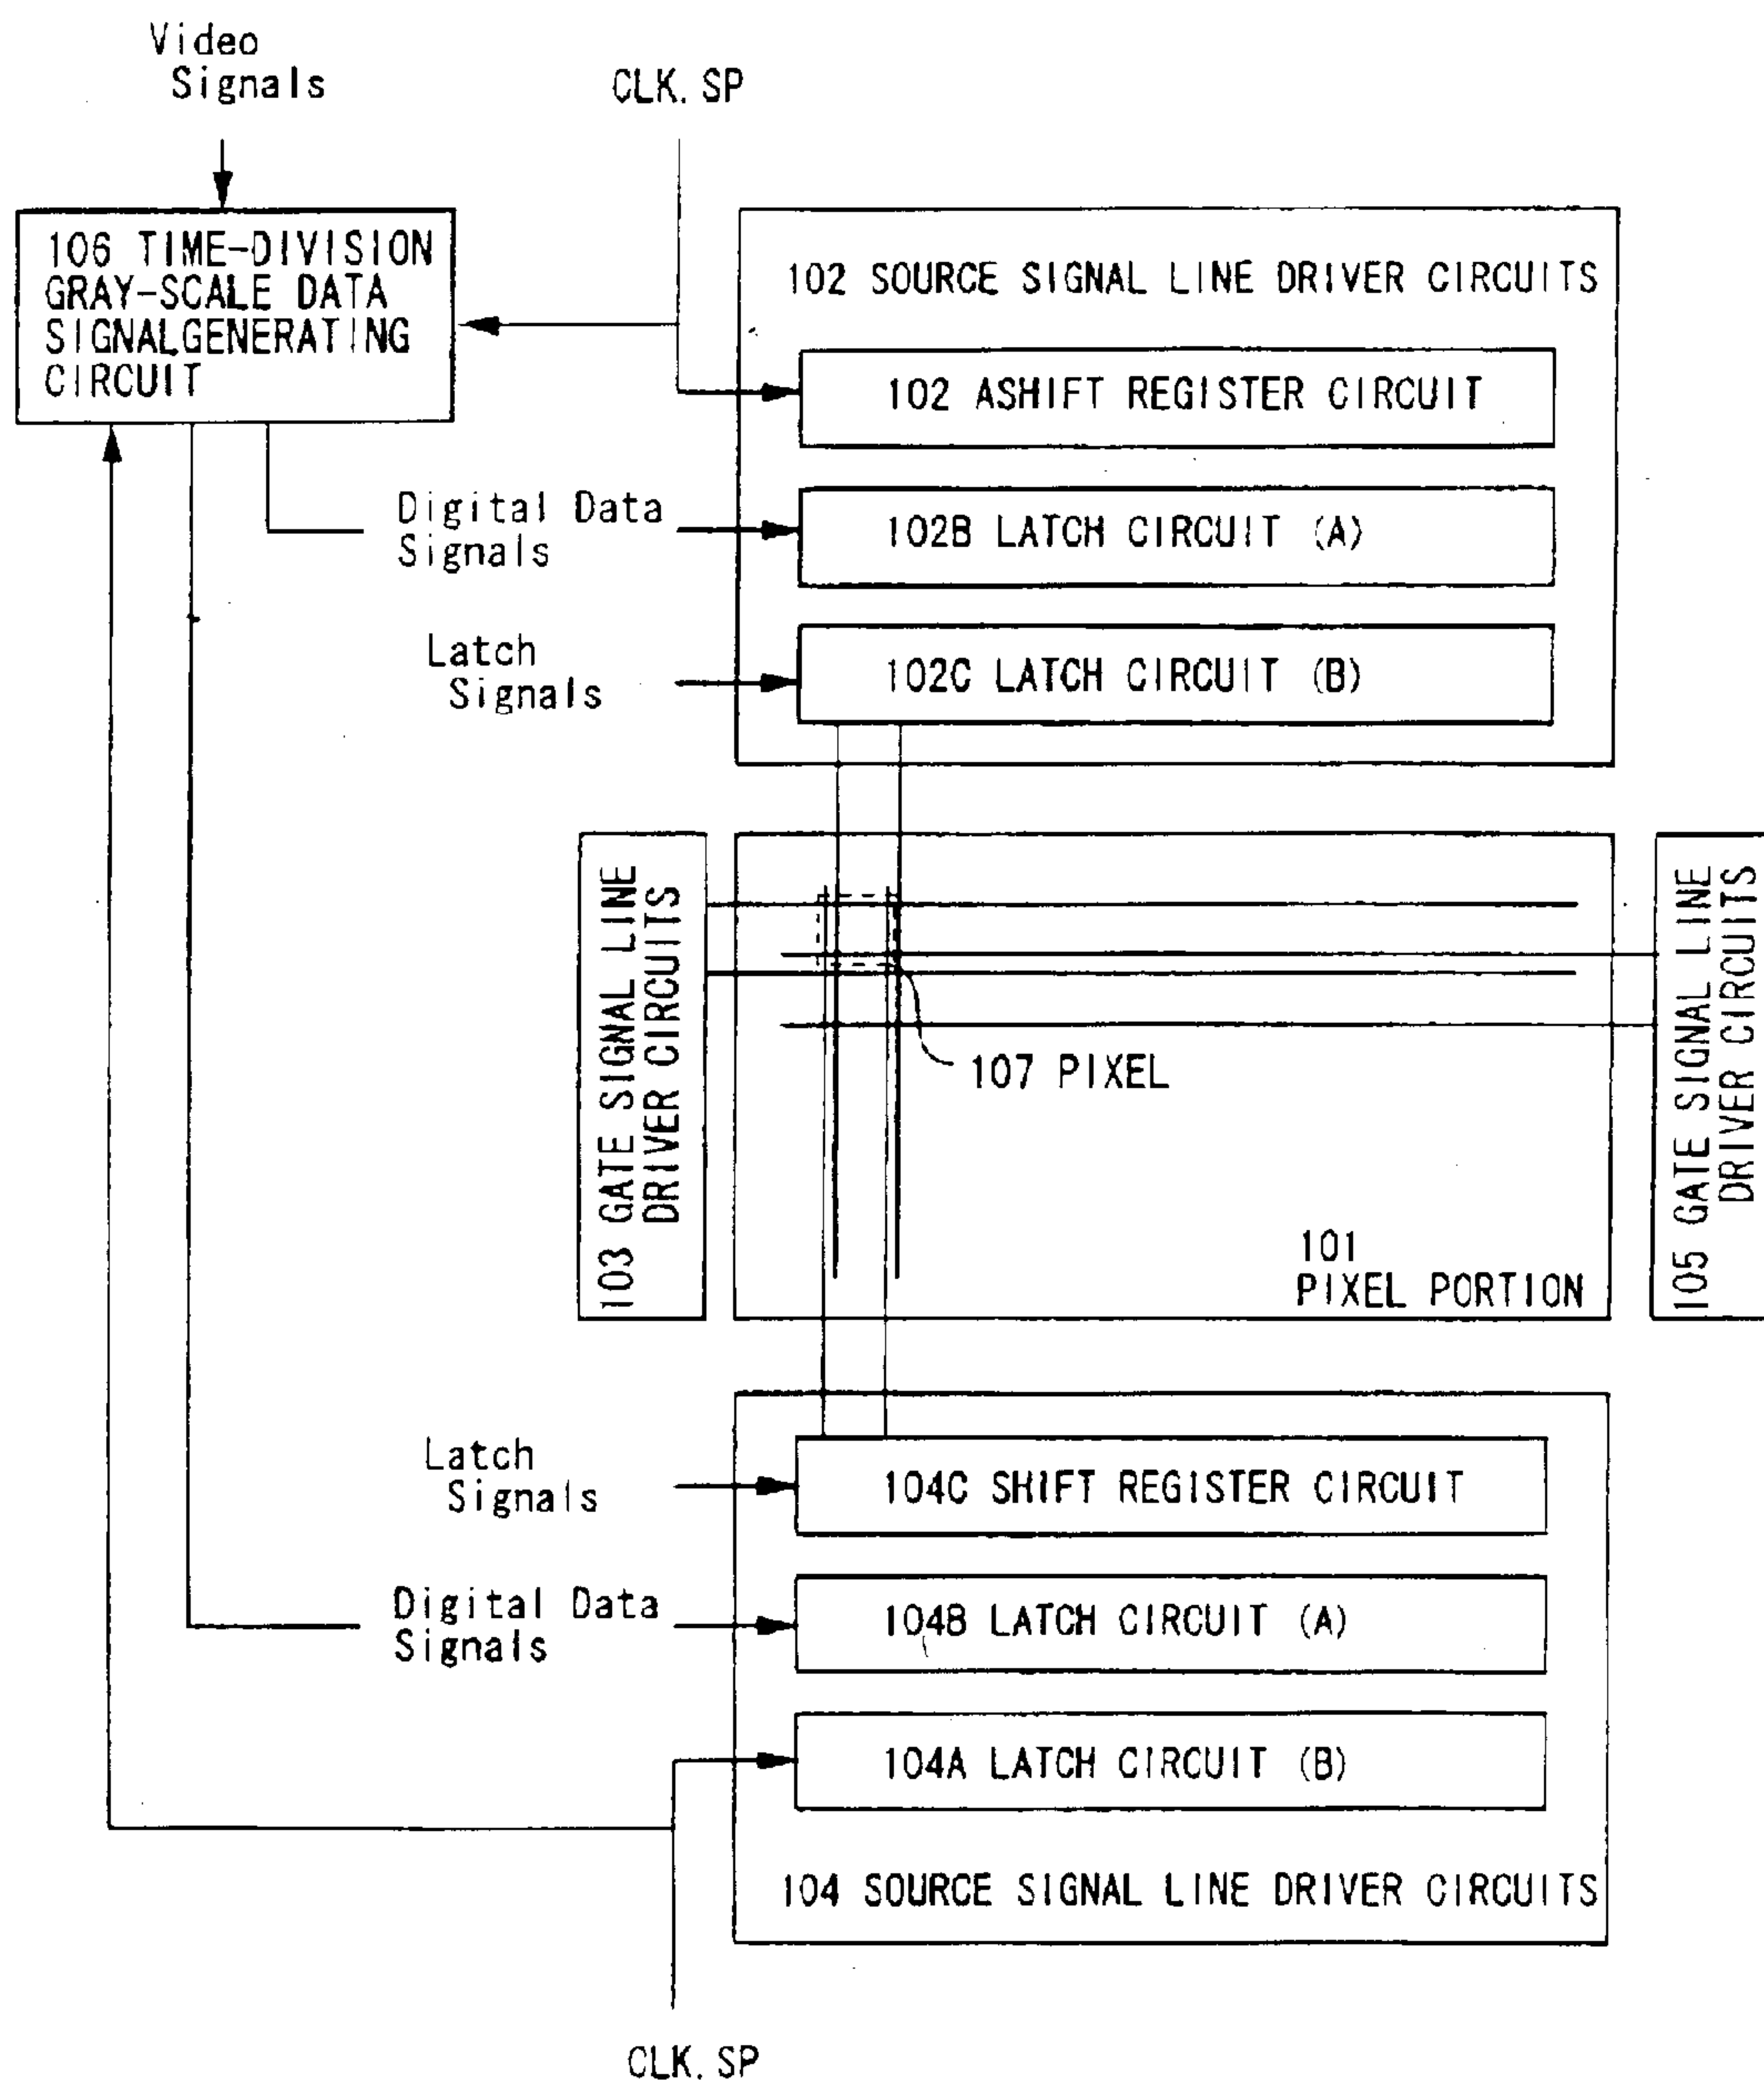 Video
Signals
CLK. SP
106 TIME-DIVISION
GRAY-SCALE DATA
SIGNALGENERATING
CIRCUIT
102 SOURCE SIGNAL LINE DRIVER CIRCUITS
102 ASHIFT REGISTER CIRCUIT
Digital Data
Signals
102B LATCH CIRCUIT (A)
Latch
Signals
102C LATCH CIRCUIT (B)
103 GATE SIGNAL LINE
DRIVER CIRCUITS
107 PIXEL
101
PIXEL PORTION
105 GATE SIGNAL LINE
DRIVER CIRCUITS
Latch
Signals
104C SHIFT REGISTER CIRCUIT
Digital Data
Signals
104B LATCH CIRCUIT (A)
104A LATCH CIRCUIT (B)
104 SOURCE SIGNAL LINE DRIVER CIRCUITS
CLK. SP